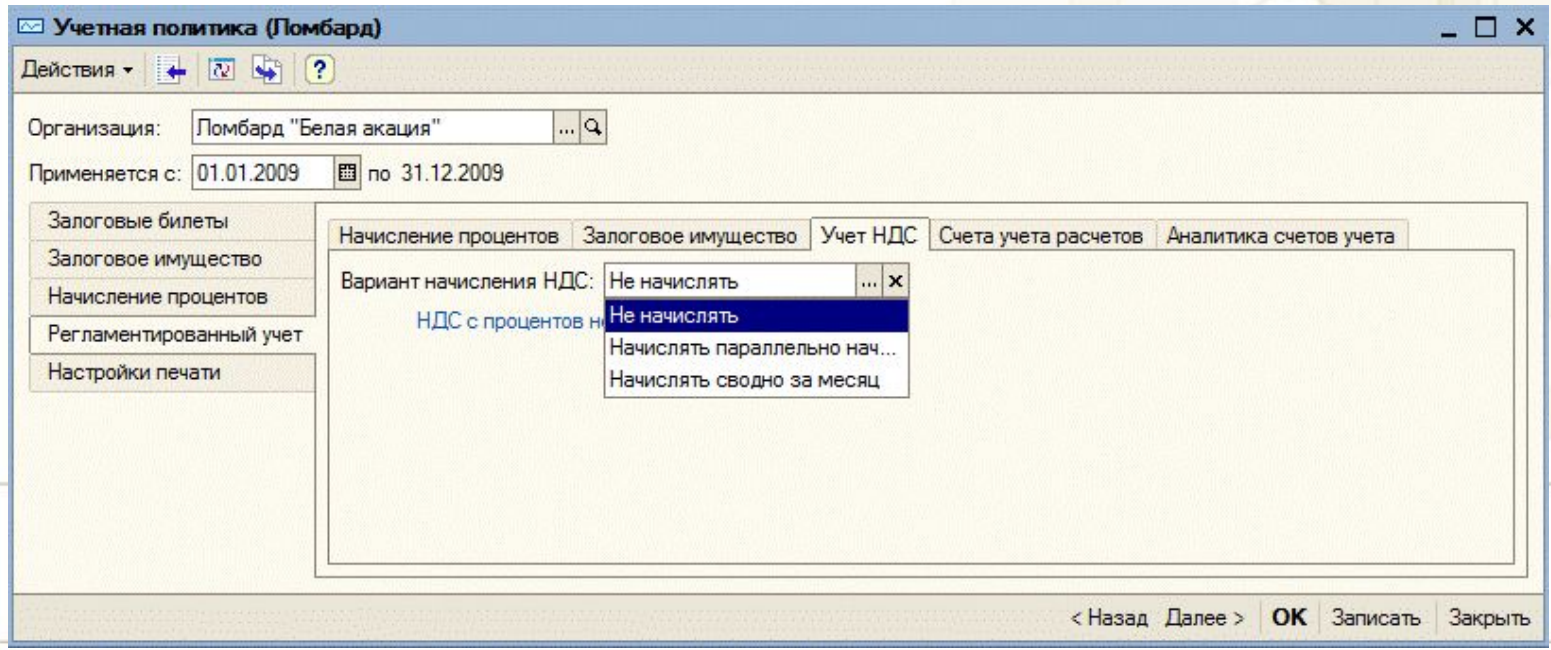 Учетная политика (Ломбард)
Действия
Организация: Ломбард "Белая акация" ...
Применяется с: 01.01.2009 по 31.12.2009
Залоговые билеты
Залоговое имущество
Начисление процентов
Регламентированный учет
Настройки печати
Начисление процентов Залоговое имущество Учет НДС Счета учета расчетов Аналитика счетов учета
Вариант начисления НДС: Не начислять ... x
НДС с процентов
Не начислять
Начислять параллельно нач...
Начислять сводно за месяц
< Назад Далее > OK Записать Закрыть